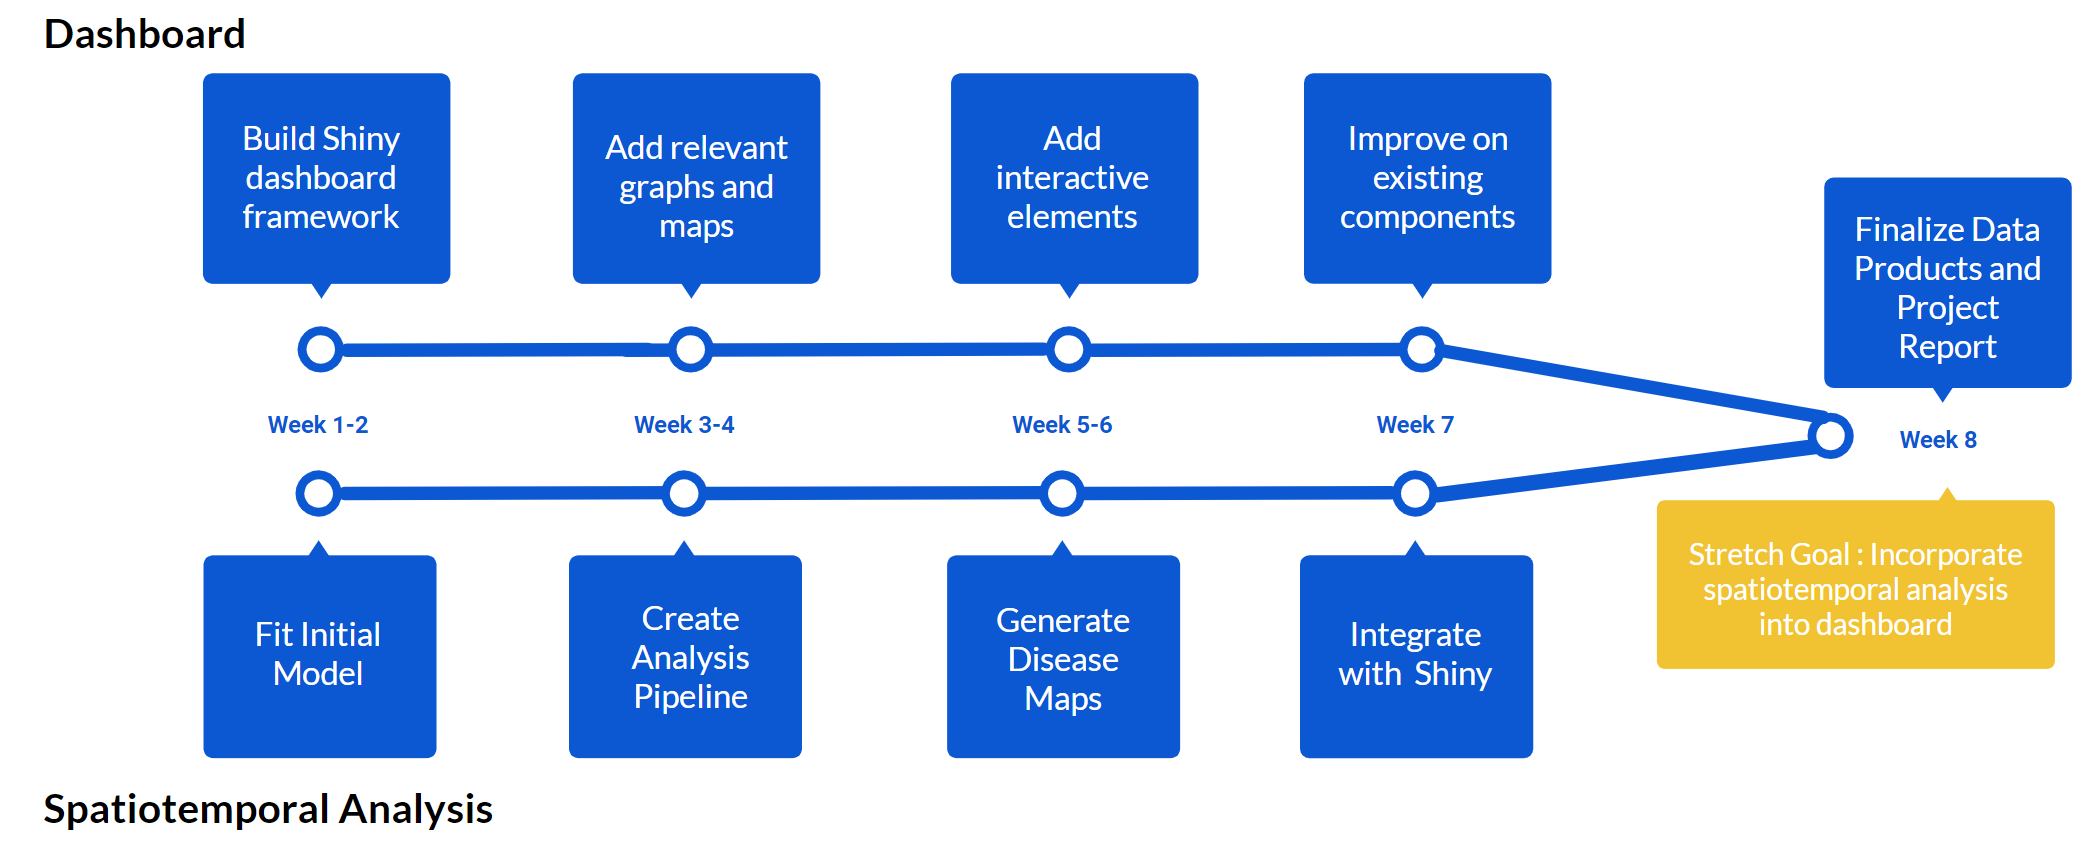 Dashboard
Build Shiny
dashboard
framework
Add relevant
graphs and
maps
Add
interactive
elements
Improve on
existing
components
Finalize Data
Products and
Project
Report
Week 1-2
Week 3-4
Week 5-6
Week 7
Week 8
Fit Initial
Model
Create
Analysis
Pipeline
Generate
Disease
Maps
Integrate
with Shiny
Stretch Goal : Incorporate
spatiotemporal analysis
into dashboard
Spatiotemporal Analysis